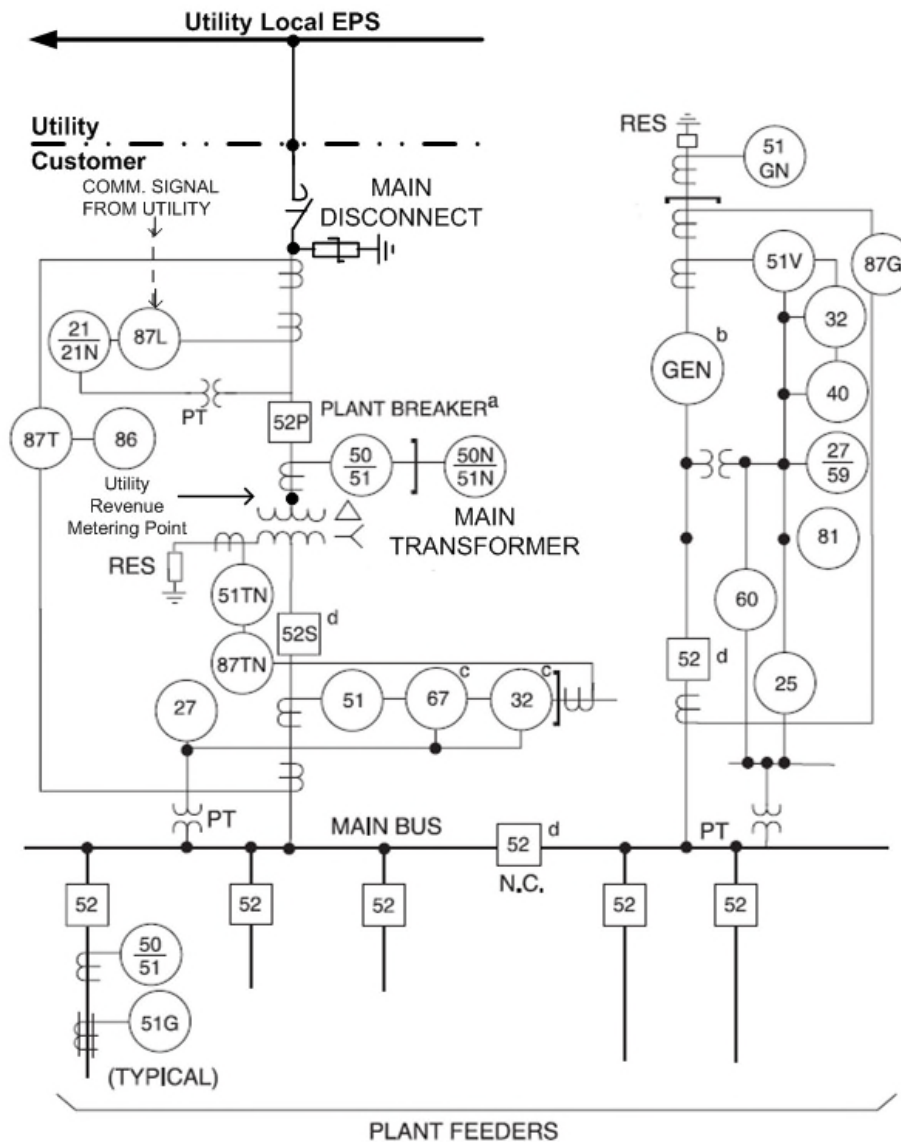 Utility Local EPS
Utility
Customer
COMM. SIGNAL
FROM UTILITY
MAIN
DISCONNECT
21
21N
87L
PT
52P
PLANT BREAKERa
87T
86
50
51
50N
51N
Utility
Revenue
Metering Point
MAIN
TRANSFORMER
RES
51TN
52S
d
87TN
27
51
67
c
32
c
PT
RES
51
GN
51V
87G
32
b
GEN
40
27
59
81
60
52
d
25
MAIN BUS
52
d
N.C.
PT
52
52
52
52
52
50
51
51G
(TYPICAL)
PLANT FEEDERS